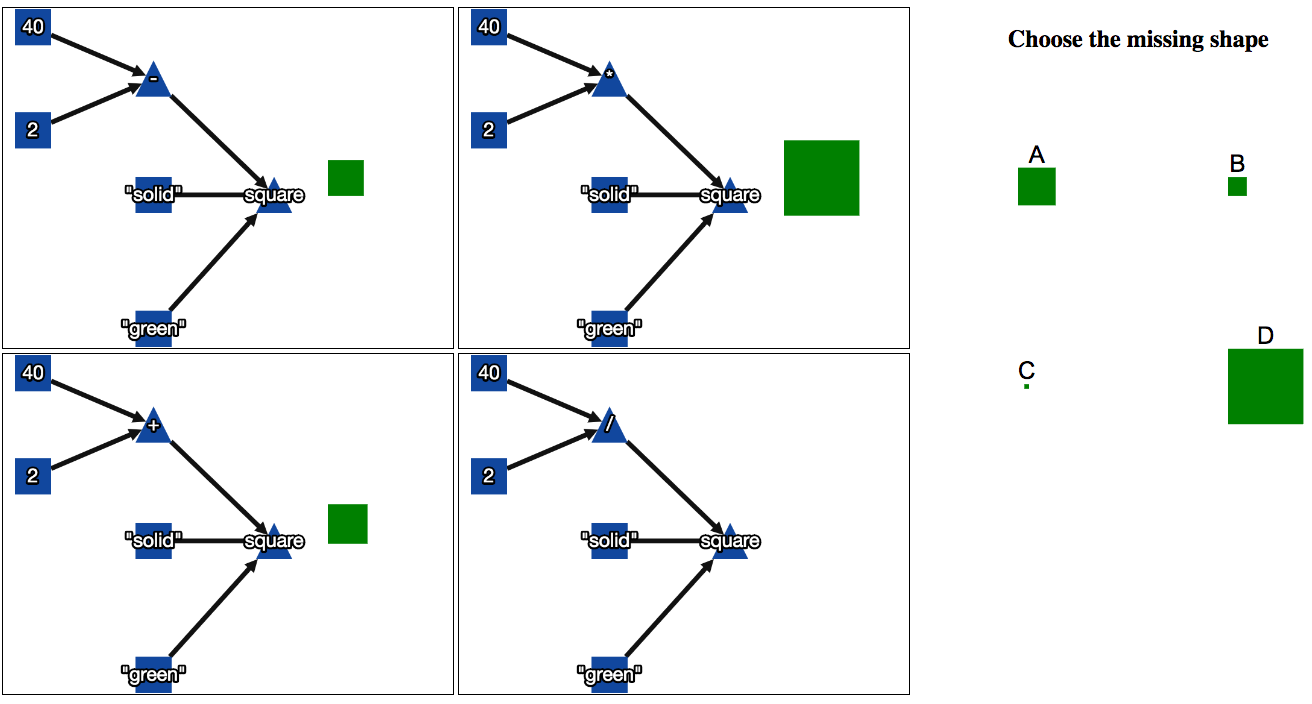 40
-
2
"solid"
square
"green"
40
*
2
"solid"
square
"green"
40
+
2
"solid"
square
"green"
40
/
2
"solid"
square
"green"
Choose the missing shape
A
B
C
D